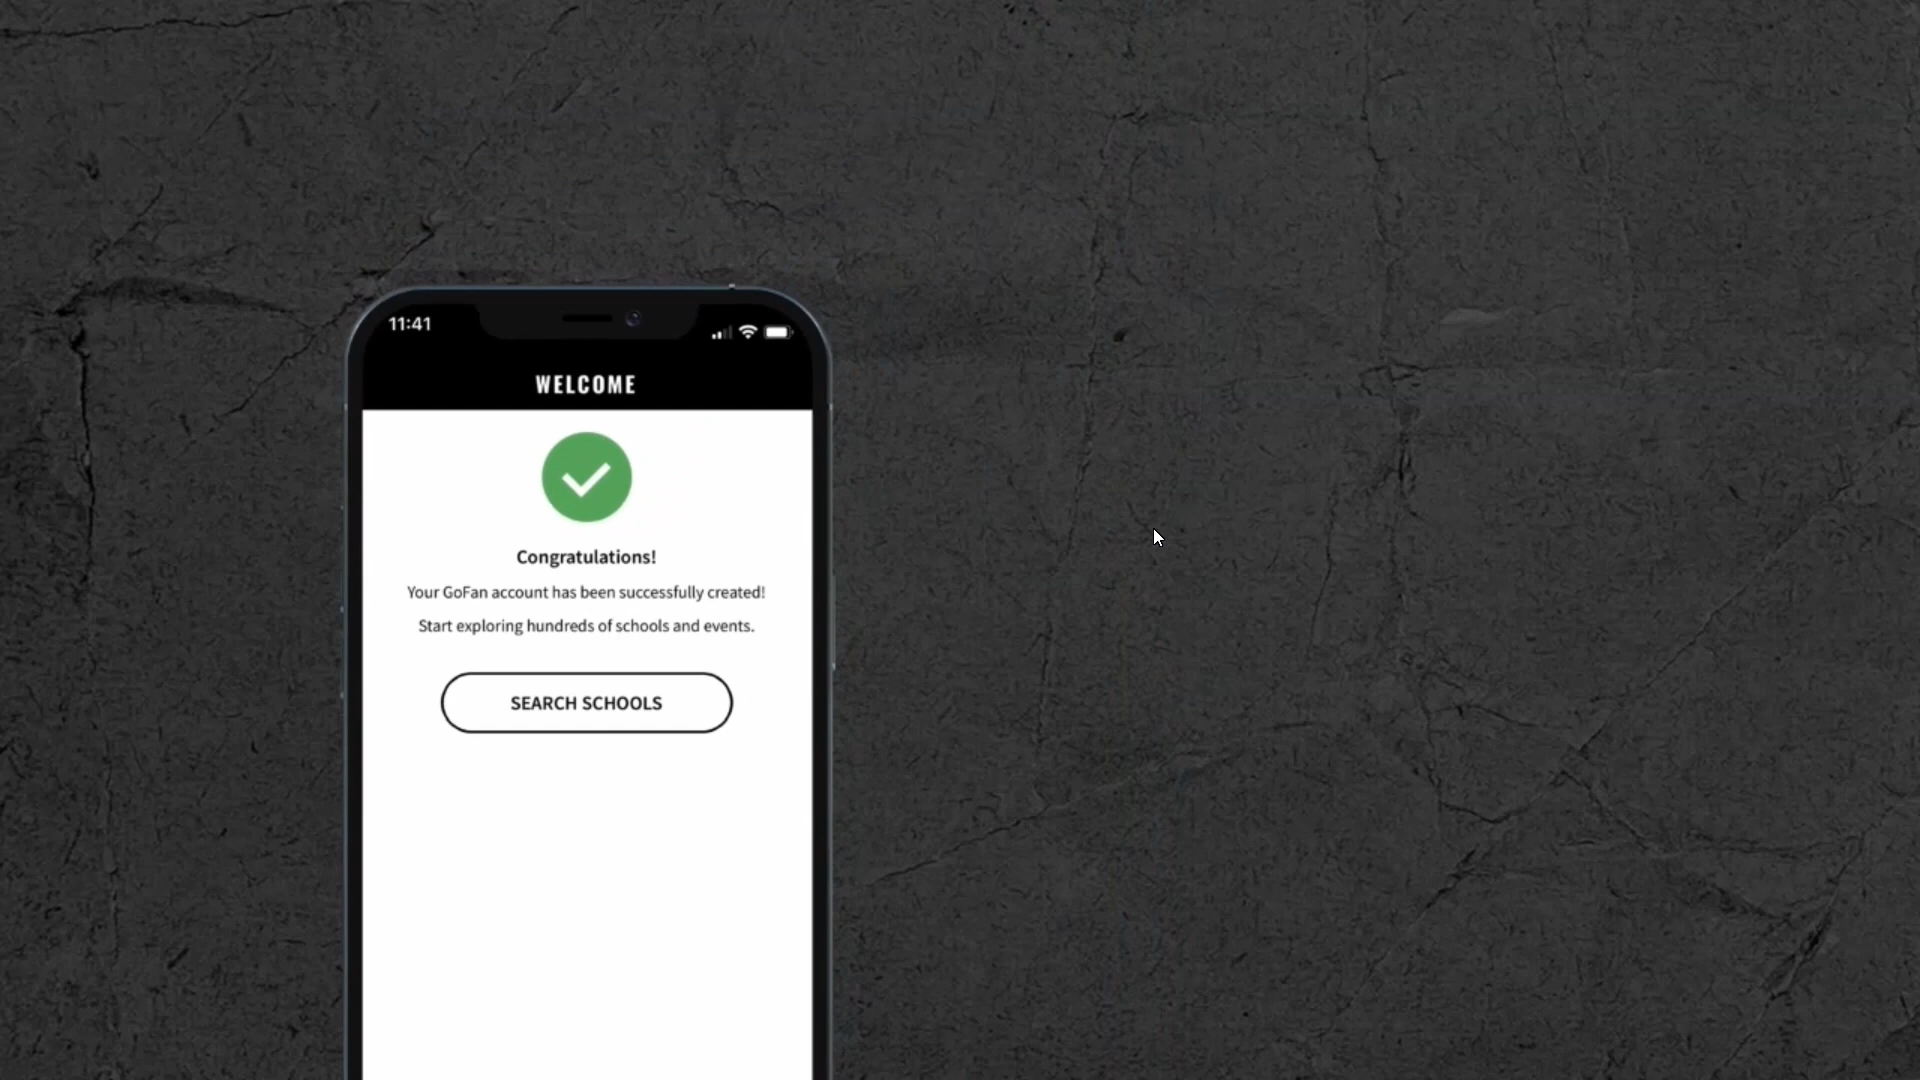 11:41
WELCOME
Congratulations!
Your GoFan account has been successfully created!
Start exploring hundreds of schools and events.
SEARCH SCHOOLS